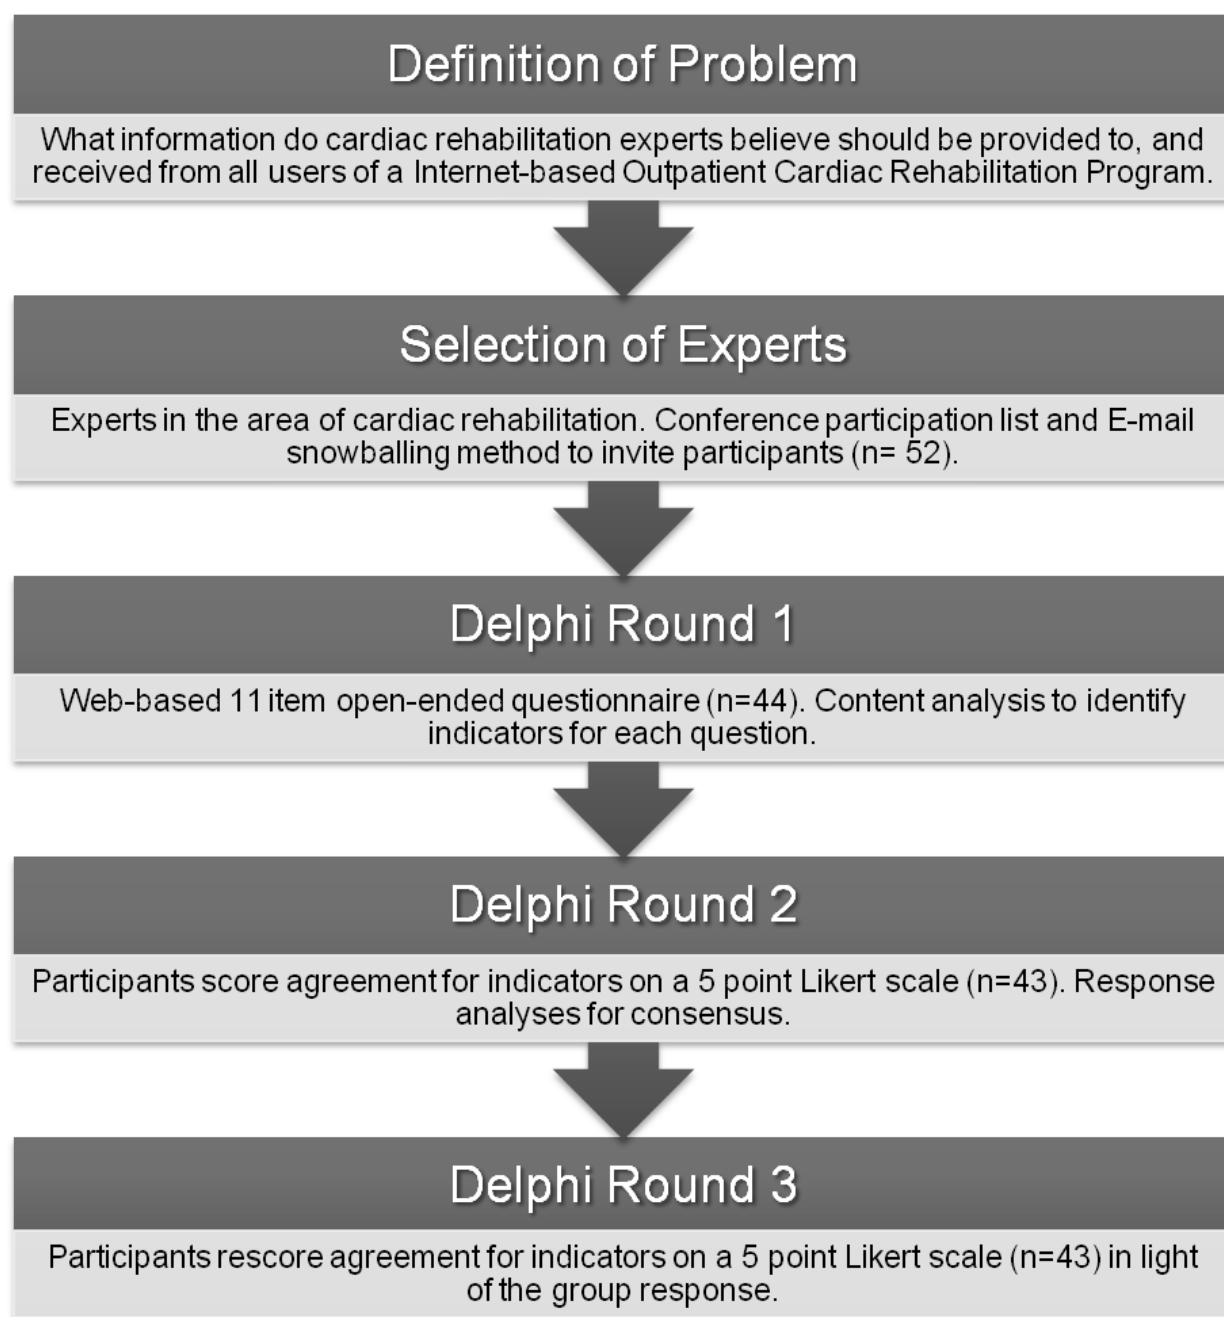 Definition of Problem
What information do cardiac rehabilitation experts believe should be provided to, and
received from all users of a Internet-based Outpatient Cardiac Rehabilitation Program.
Selection of Experts
Experts in the area of cardiac rehabilitation. Conference participation list and E-mail
snowballing method to invite participants (n= 52).
Delphi Round 1
Web-based 11 item open-ended questionnaire (n=44). Content analysis to identify
indicators for each question.
Delphi Round 2
Participants score agreement for indicators on a 5 point Likert scale (n=43). Response
analyses for consensus.
Delphi Round 3
Participants rescore agreement for indicators on a 5 point Likert scale (n=43) in light
of the group response.